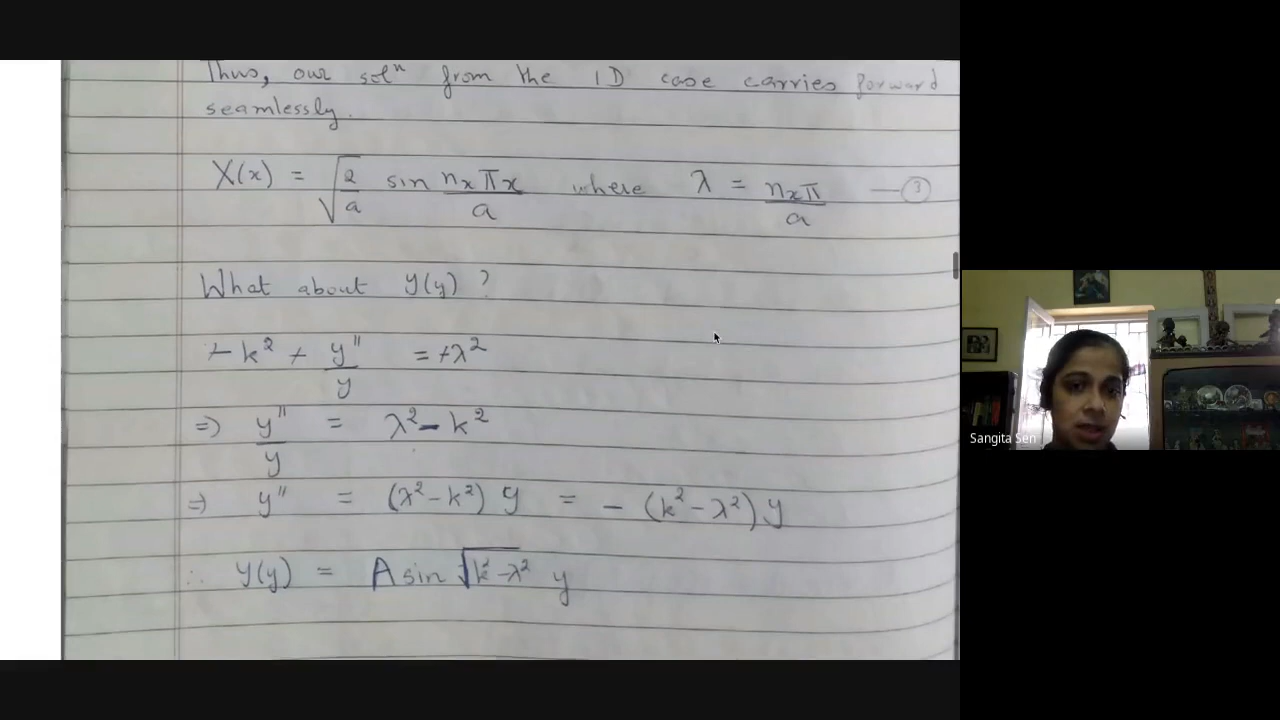 Thus, our solⁿ from the 1D case carries forward
seamlessly.
X(x) = √(2/a) sin nₓπx/a where λ = nₓπ/a —③
What about y(y) ?
+ k² + y''/y = +λ²
⇒ y''/y = λ² - k²
⇒ y'' = (λ² - k²) y = - (k² - λ²) y
∴ y(y) = A sin √(k² - λ²) y
Sangita Sen